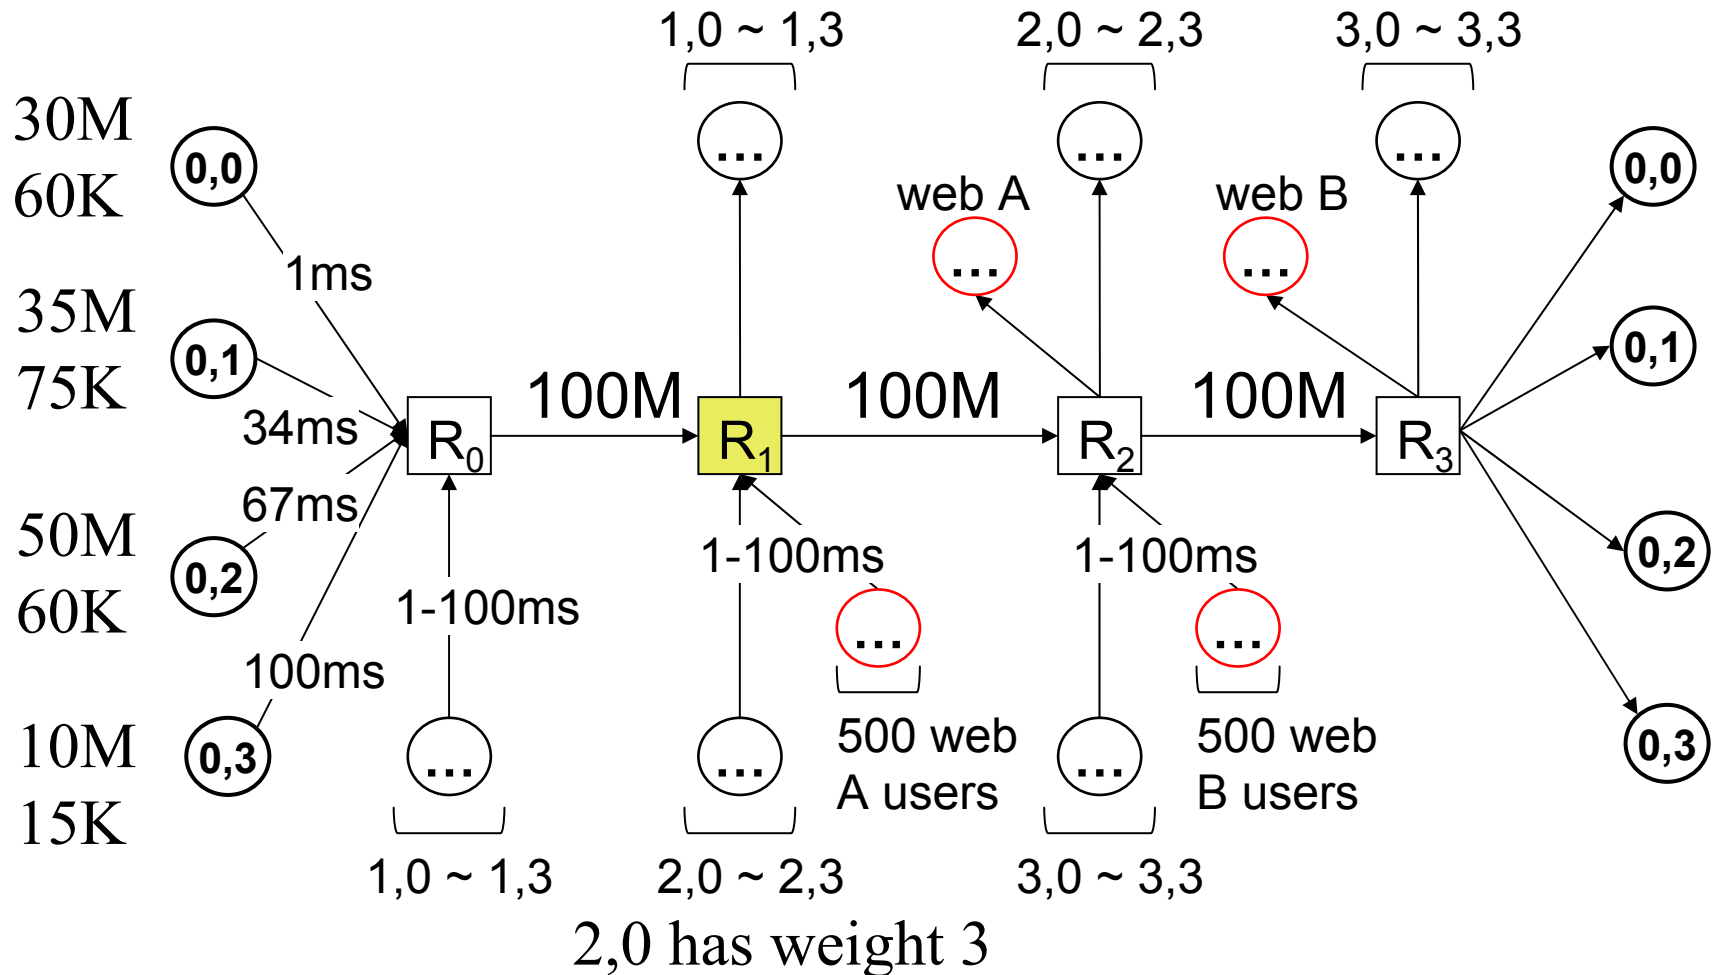 1,0 ~ 1,3
2,0 ~ 2,3
3,0 ~ 3,3
30M
60K
0,0
...
...
...
0,0
web A
web B
...
...
1ms
35M
75K
0,1
0,1
100M
100M
100M
34ms
R0
R1
R2
R3
67ms
50M
60K
0,2
1-100ms
1-100ms
1-100ms
0,2
...
...
100ms
10M
15K
0,3
...
...
500 web
A users
...
500 web
B users
0,3
1,0 ~ 1,3
2,0 ~ 2,3
3,0 ~ 3,3
2,0 has weight 3